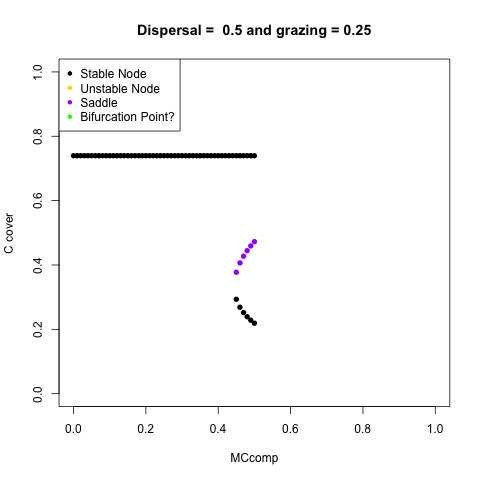 Dispersal =  0.5 and grazing = 0.25
Stable Node
Unstable Node
Saddle
Bifurcation Point?
C cover
1.0
0.8
0.6
0.4
0.2
0.0
0.0 0.2 0.4 0.6 0.8 1.0
MCcomp